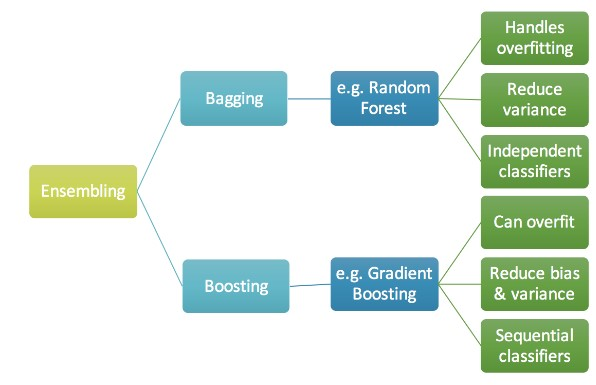 Ensembling
Bagging
e.g. Random
Forest
Handles
overfitting
Reduce
variance
Independent
classifiers
Boosting
e.g. Gradient
Boosting
Can overfit
Reduce bias
& variance
Sequential
classifiers